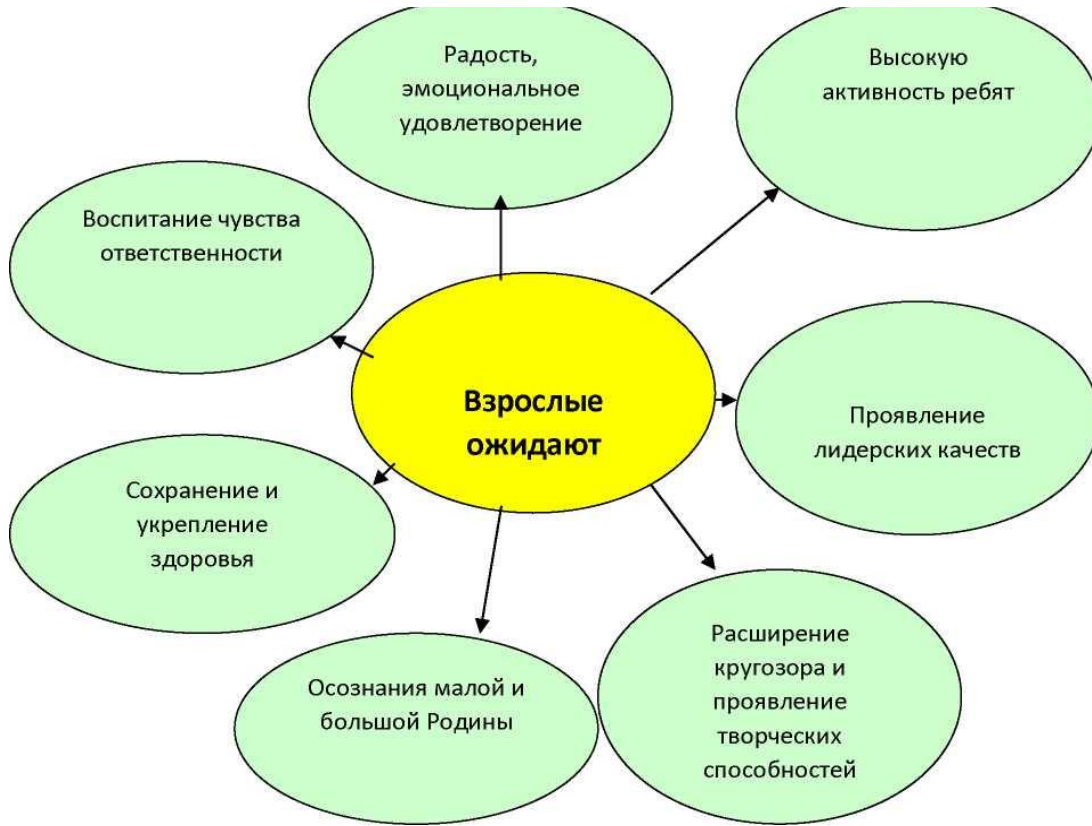 Радость,
эмоциональное
удовлетворение
Высокую
активность ребят
Воспитание чувства
ответственности
Взрослые
ожидают
Проявление
лидерских качеств
Сохранение и
укрепление
здоровья
Осознания малой и
большой Родины
Расширение
кругозора и
проявление
творческих
способностей